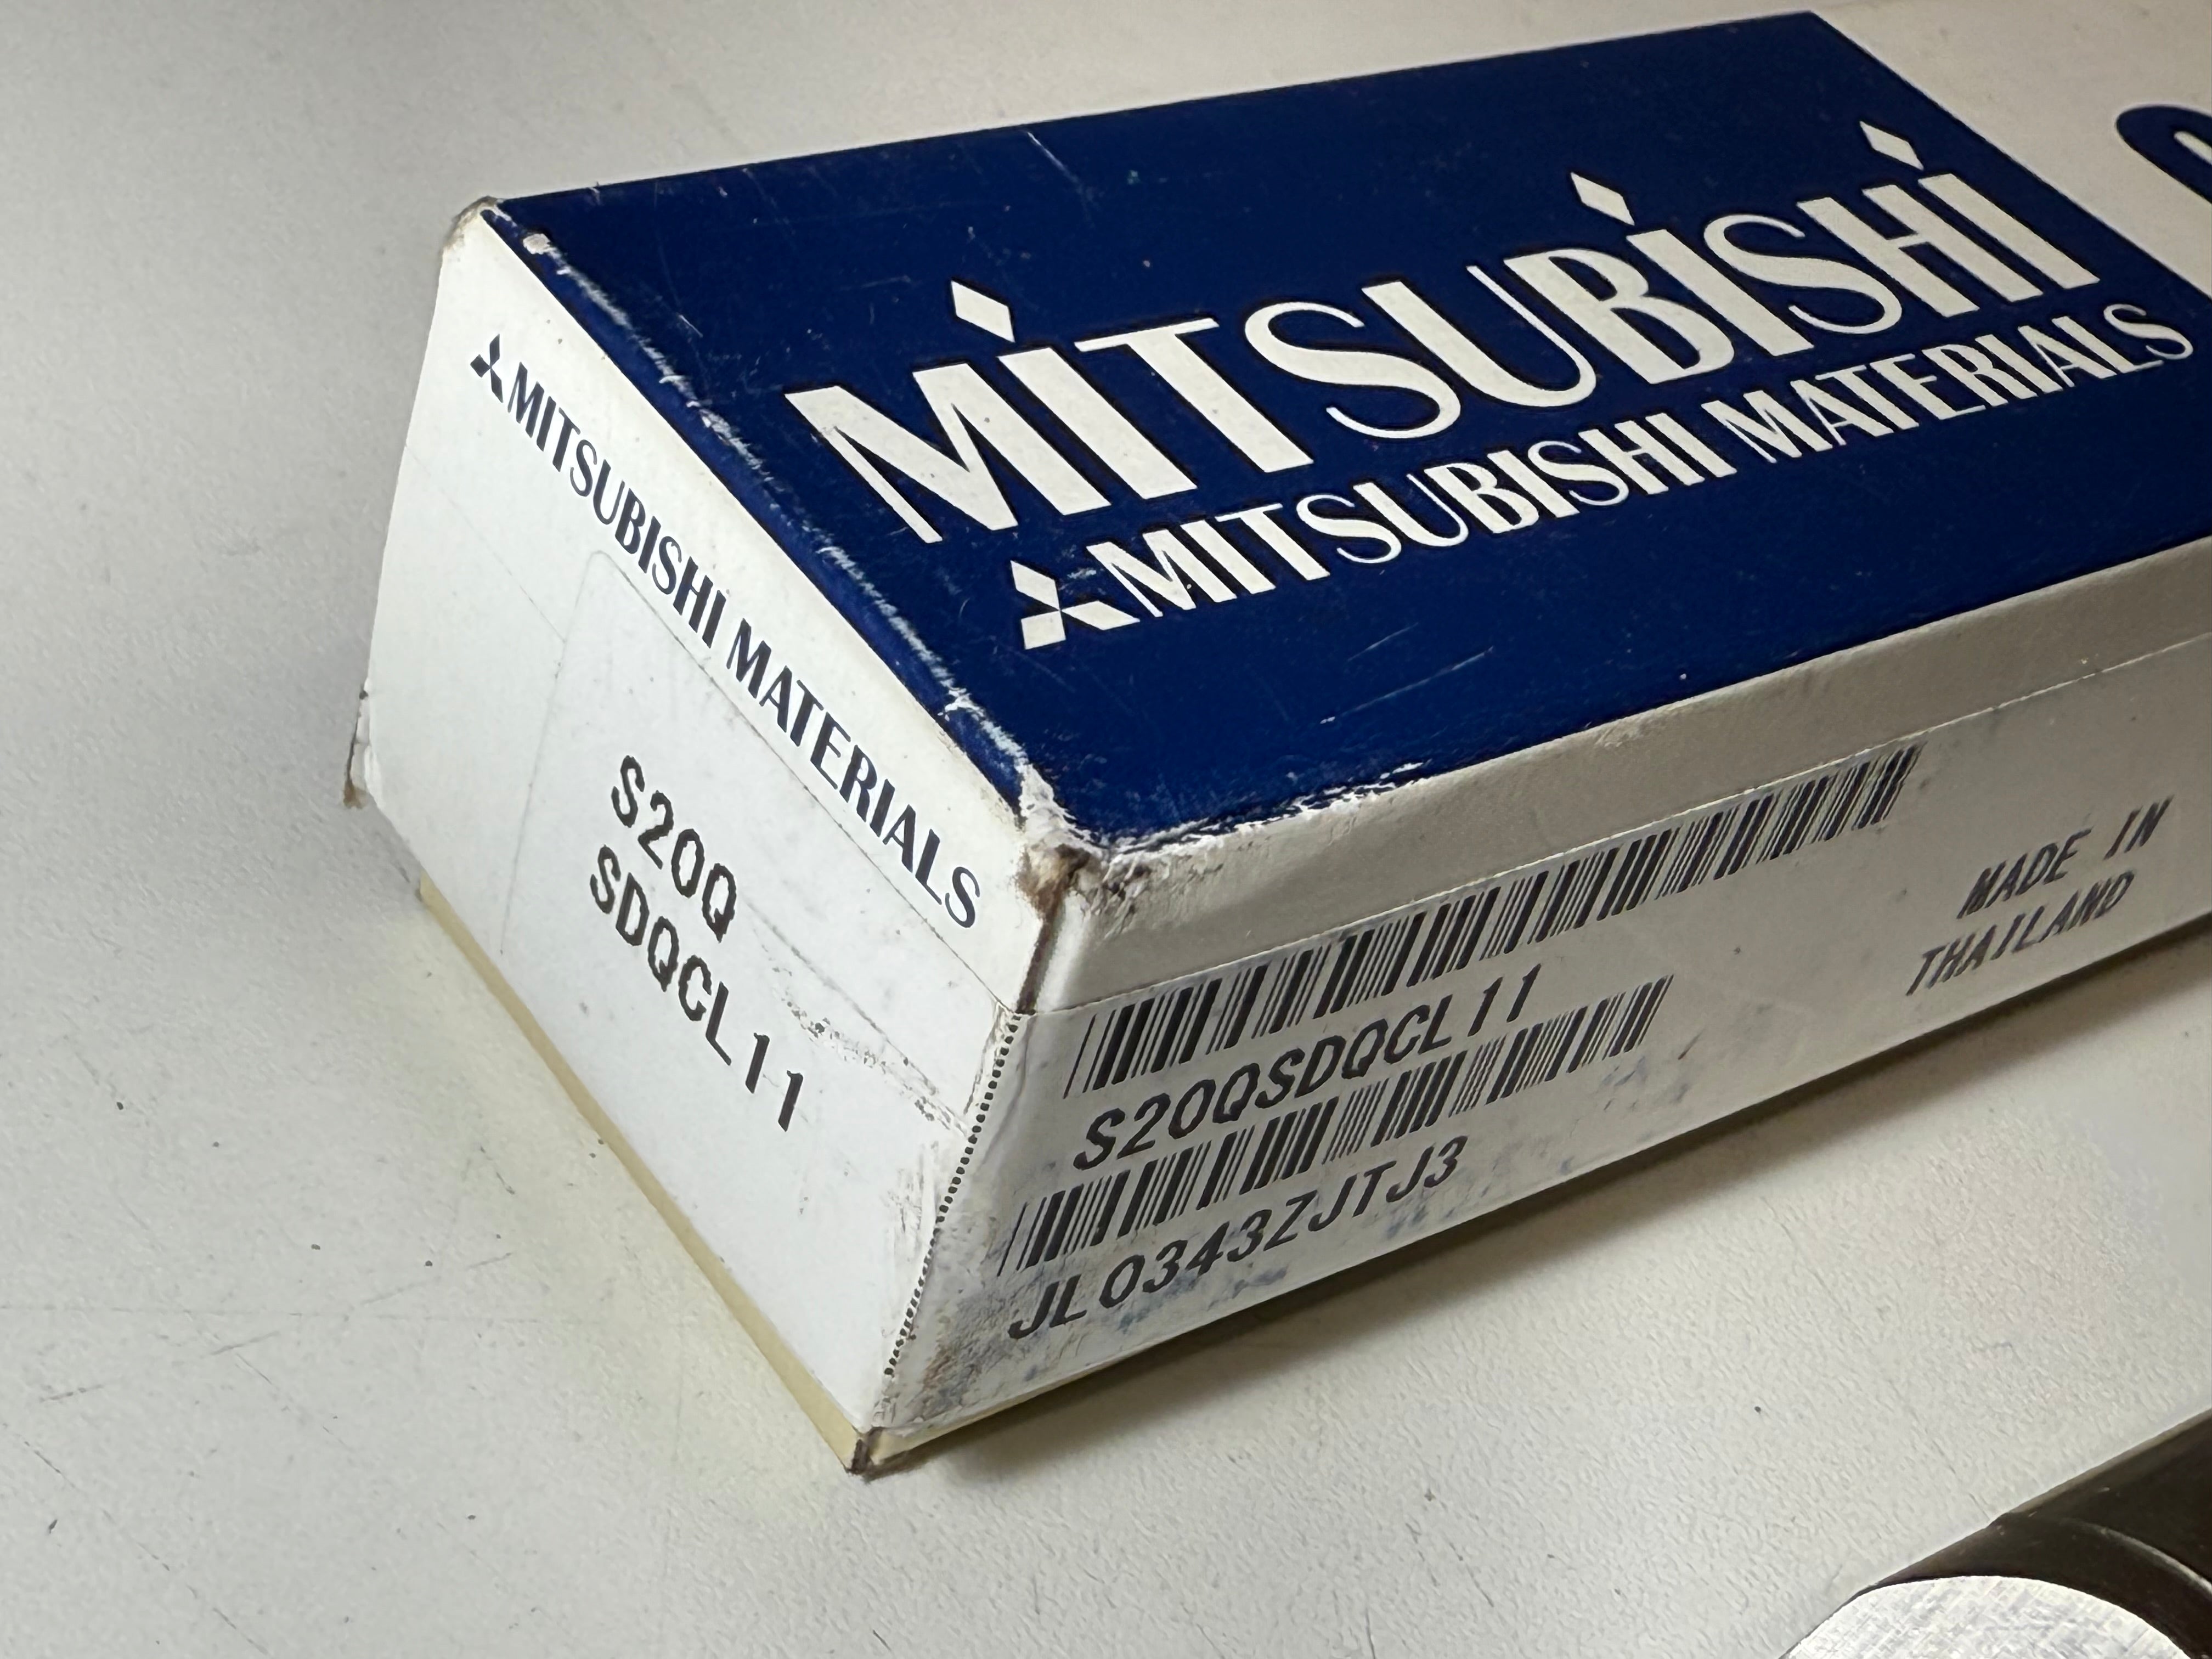 MITSUBISHI
MITSUBISHI MATERIALS
MITSUBISHI MATERIALS
S20Q
SDQCL11
S20QSDQCL11
JL0343ZJTJ3
MADE IN
THAILAND